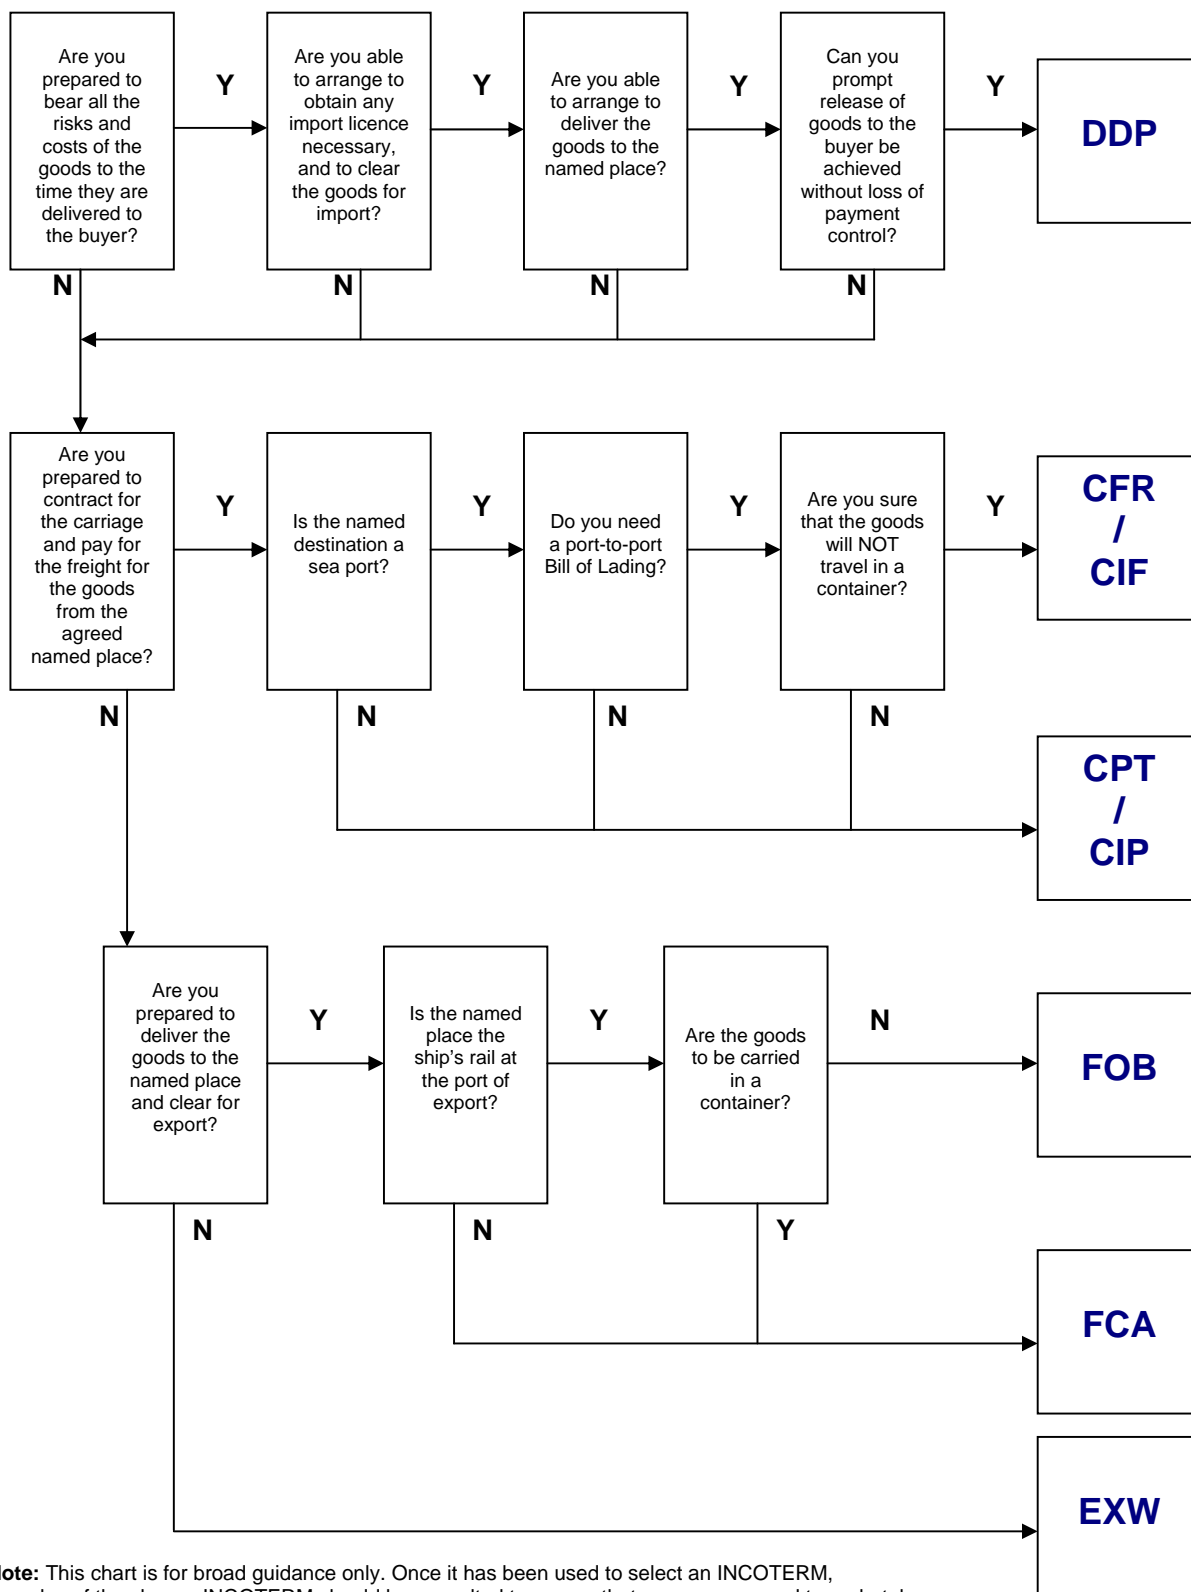 Are you
prepared to
bear all the
risks and
costs of the
goods to the
time they are
delivered to
the buyer?
Y
Are you able
to arrange to
obtain any
import licence
necessary,
and to clear
the goods for
import?
Y
Are you able
to arrange to
deliver the
goods to the
named place?
Y
Can you
prompt
release of
goods to the
buyer be
achieved
without loss of
payment
control?
Y
DDP
N
N
N
N
Are you
prepared to
contract for
the carriage
and pay for
the freight for
the goods
from the
agreed
named place?
Y
Is the named
destination a
sea port?
Y
Do you need
a port-to-port
Bill of Lading?
Y
Are you sure
that the goods
will NOT
travel in a
container?
Y
CFR
/
CIF
N
N
N
N
CPT
/
CIP
Are you
prepared to
deliver the
goods to the
named place
and clear for
export?
Y
Is the named
place the
ship's rail at
the port of
export?
Y
Are the goods
to be carried
in a
container?
N
FOB
N
N
Y
FCA
EXW
Note: This chart is for broad guidance only. Once it has been used to select an INCOTERM,